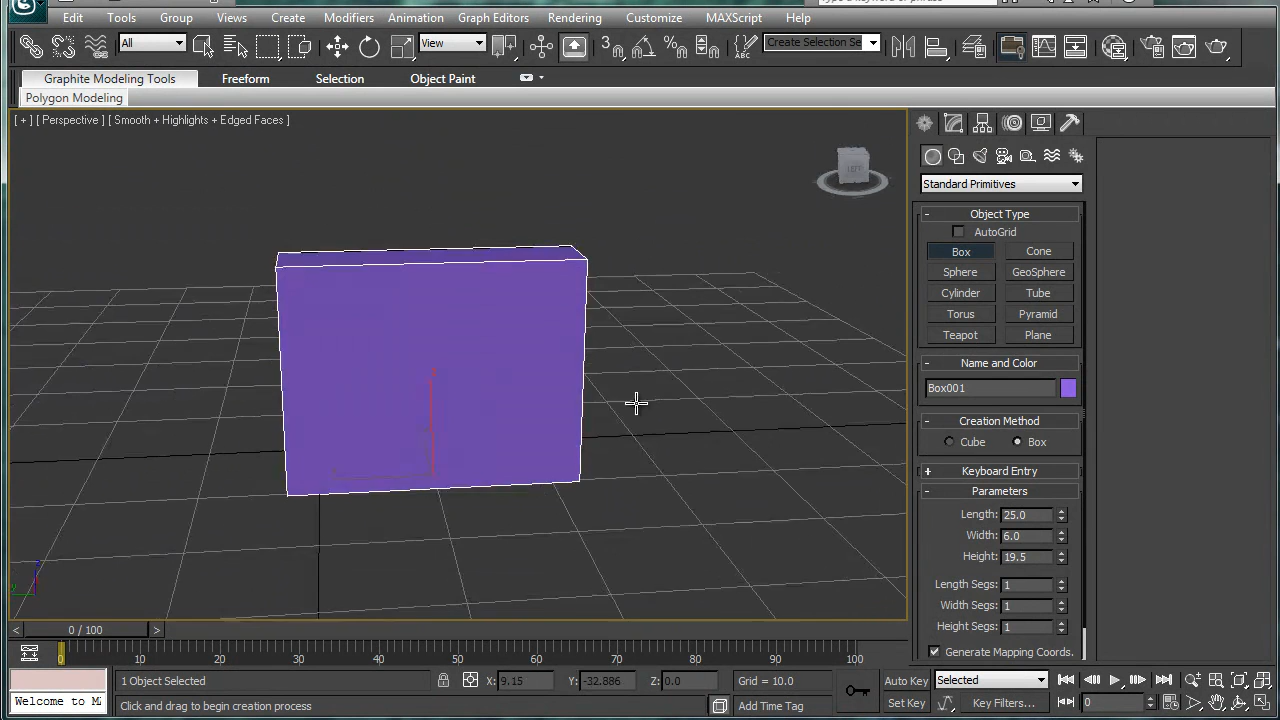 Edit Tools Group Views Create Modifiers Animation Graph Editors Rendering Customize MAXScript Help
All View 3 Create Selection Se
Graphite Modeling Tools Freeform Selection Object Paint
Polygon Modeling
[ + ] [ Perspective ] [ Smooth + Highlights + Edged Faces ]
LEFT
Standard Primitives
- Object Type
AutoGrid
Box Cone
Sphere GeoSphere
Cylinder Tube
Torus Pyramid
Teapot Plane
- Name and Color
Box001
- Creation Method
Cube Box
+ Keyboard Entry
- Parameters
Length: 25.0
Width: 6.0
Height: 19.5
Length Segs: 1
Width Segs: 1
Height Segs: 1
Generate Mapping Coords.
< 0 / 100 >
0 10 20 30 40 50 60 70 80 90 100
1 Object Selected X: 9.15 Y: -32.886 Z: 0.0 Grid = 10.0 Auto Key Selected
Welcome to M Click and drag to begin creation process Add Time Tag Set Key Key Filters... 0